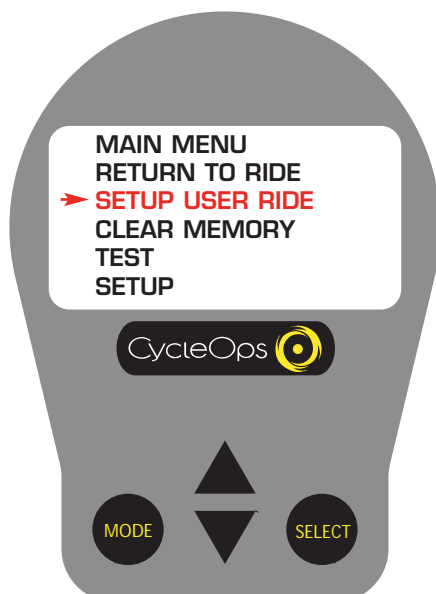 MAIN MENU
RETURN TO RIDE
SETUP USER RIDE
CLEAR MEMORY
TEST
SETUP
CycleOps
MODE
SELECT